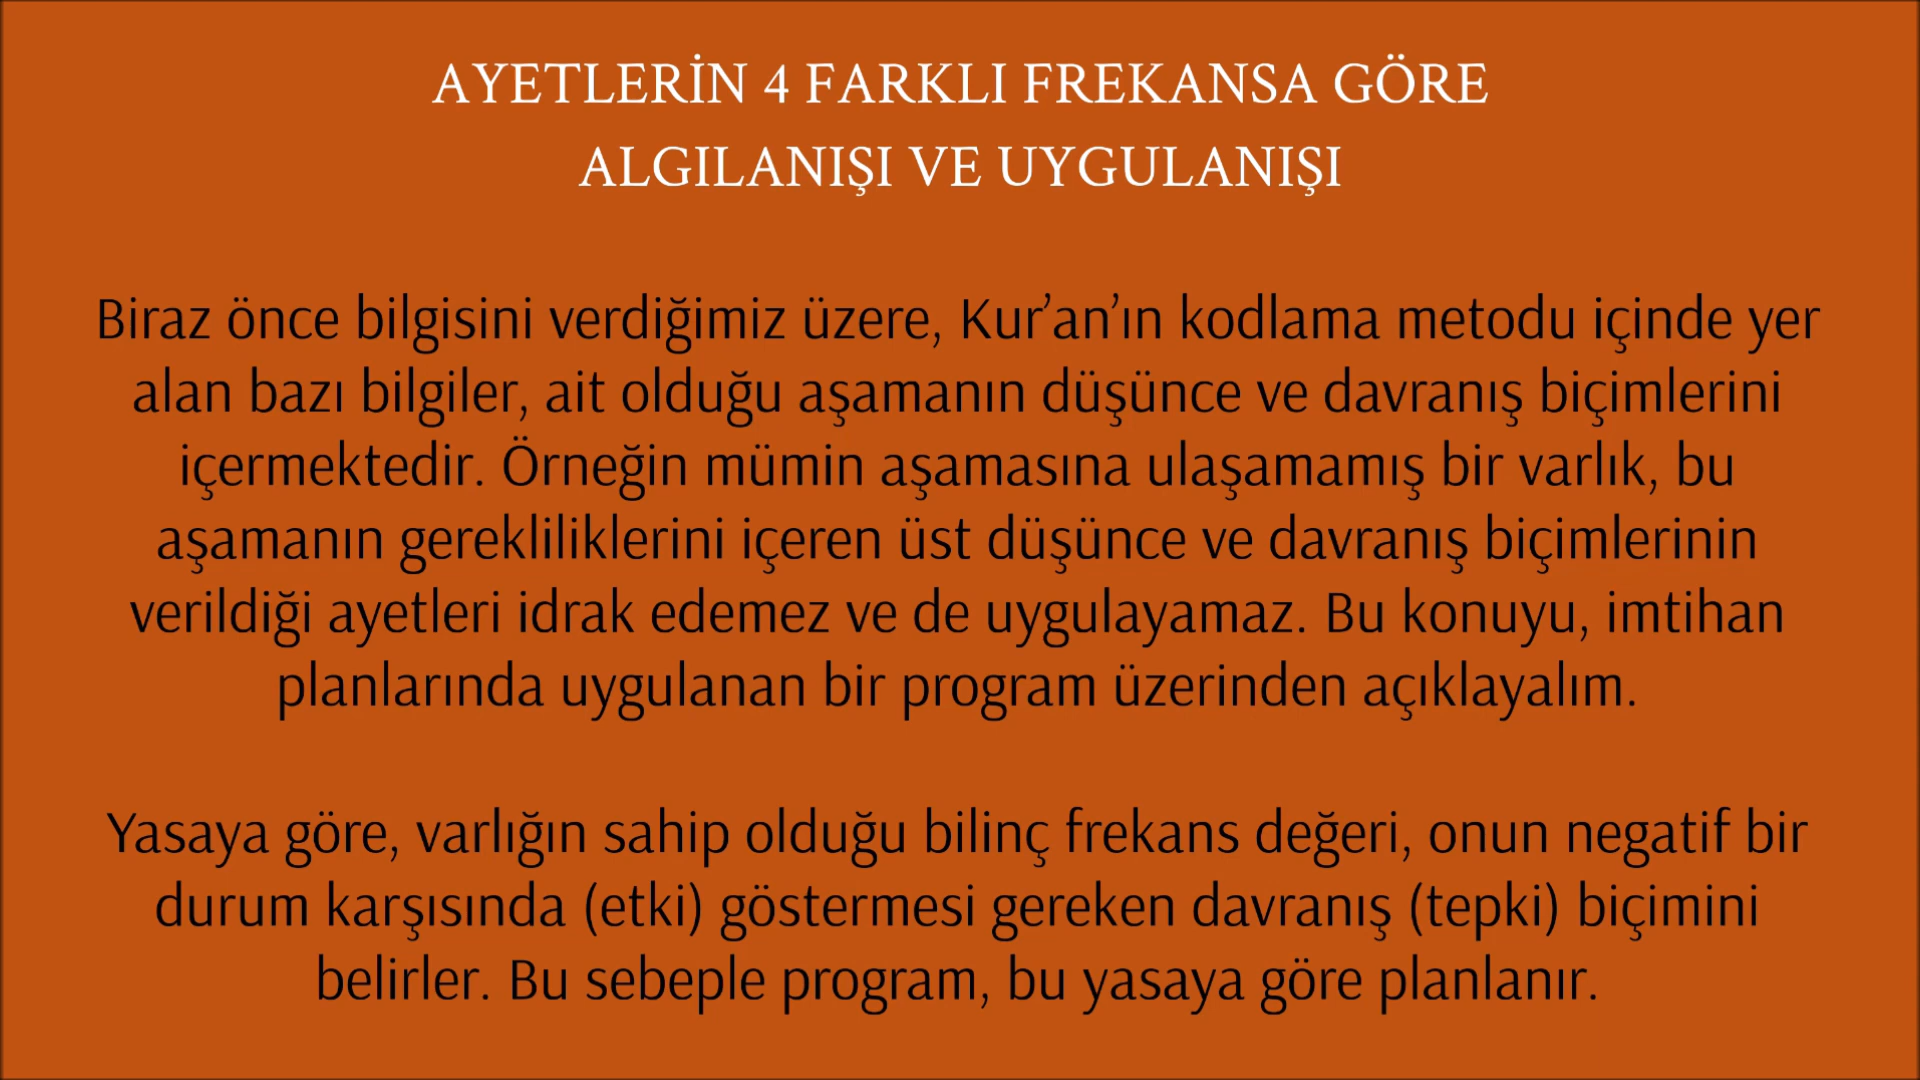 AYETLERİN 4 FARKLI FREKANSA GÖRE
ALGILANIŞI VE UYGULANIŞI
Biraz önce bilgisini verdiğimiz üzere, Kur’an’ın kodlama metodu içinde yer
alan bazı bilgiler, ait olduğu aşamanın düşünce ve davranış biçimlerini
içermektedir. Örneğin mümin aşamasına ulaşamamış bir varlık, bu
aşamanın gerekliliklerini içeren üst düşünce ve davranış biçimlerinin
verildiği ayetleri idrak edemez ve de uygulayamaz. Bu konuyu, imtihan
planlarında uygulanan bir program üzerinden açıklayalım.
Yasaya göre, varlığın sahip olduğu bilinç frekans değeri, onun negatif bir
durum karşısında (etki) göstermesi gereken davranış (tepki) biçimini
belirler. Bu sebeple program, bu yasaya göre planlanır.